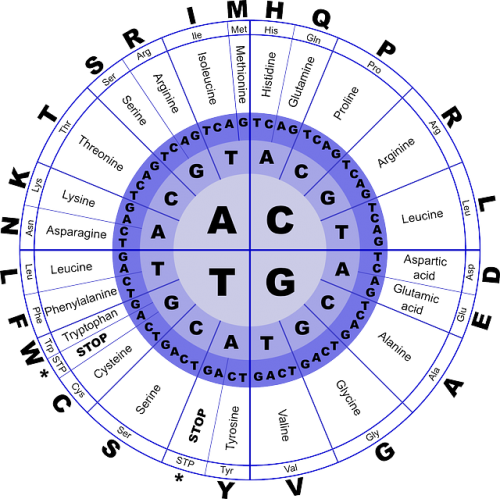 H Q P R L D E A G V Y * S C * W F L N K T S R I M
His Gln Pro Arg Leu Asp Glu Ala Gly Val Tyr STP Ser Cys STP Trp Phe Leu Asn Lys Thr Ser Arg Ile Met
Histidine
Glutamine
Proline
Arginine
Leucine
Aspartic
acid
Glutamic
acid
Alanine
Glycine
Valine
Tyrosine
STOP
Serine
Cysteine
STOP
Tryptophan
Phenylalanine
Leucine
Asparagine
Lysine
Threonine
Serine
Arginine
Isoleucine
Methionine
T C A G T C A G T C A G T C A G
T C A G T C A G T C A G T C A G
T C A G T C A G T C A G T C A G
T C A G T C A G T C A G T C A G
A C G T
A C G T
A C G T
A C G T
A C
T G